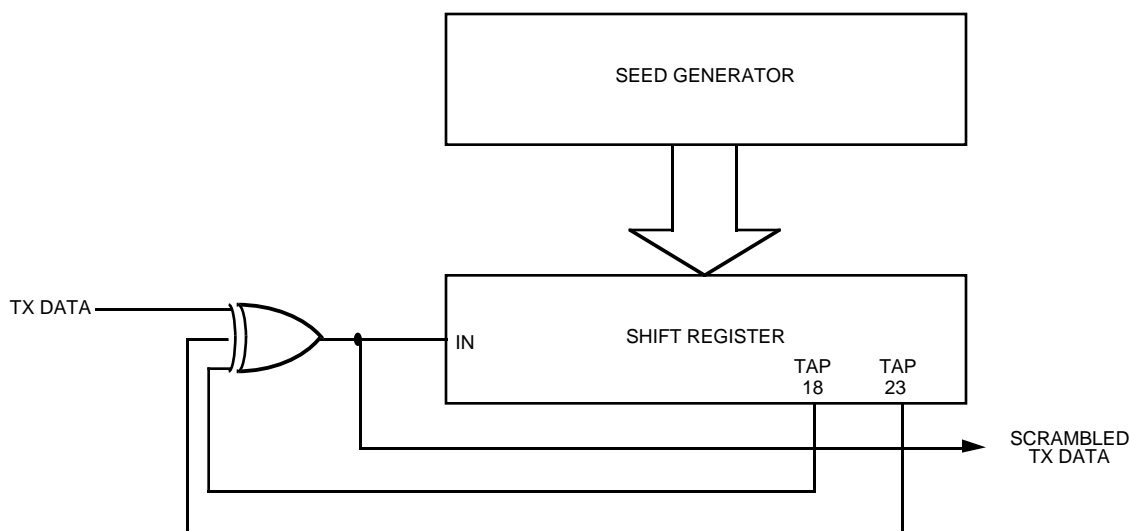 SEED GENERATOR
TX DATA
IN
SHIFT REGISTER
TAP
18
TAP
23
SCRAMBLED
TX DATA